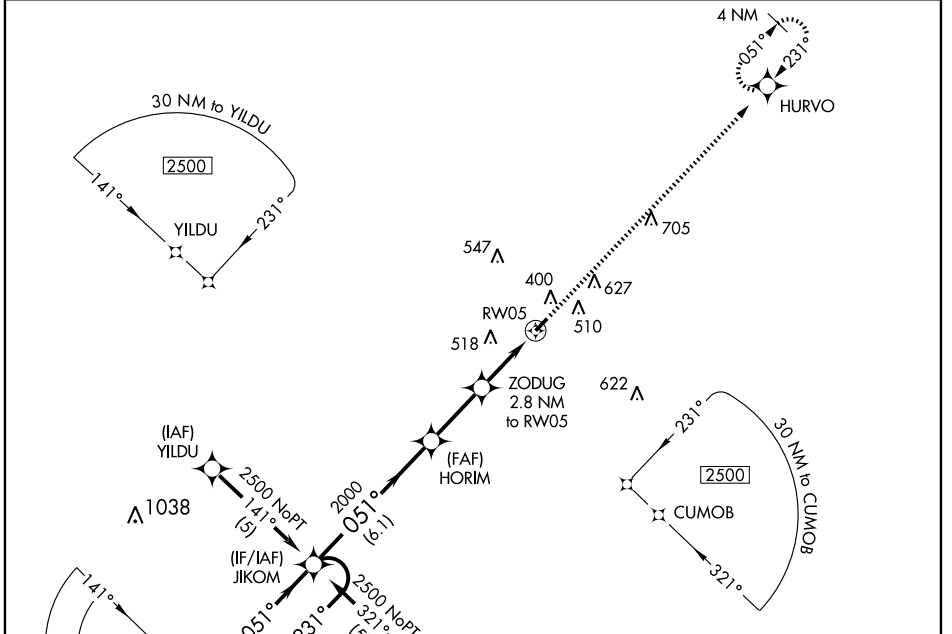 4 NM
051°
231°
HURVO
30 NM to YILDU
2500
141°
231°
YILDU
705
547
400
627
RW05
510
518
ZODUG
2.8 NM
to RW05
622
(FAF)
HORIM
231°
30 NM to CUMOB
2500
CUMOB
321°
(IAF)
YILDU
2500 NoPT
141°
(5)
1038
2000
051°
(6.1)
(IF/IAF)
JIKOM
2500 NoPT
321°
141°
051°
231°